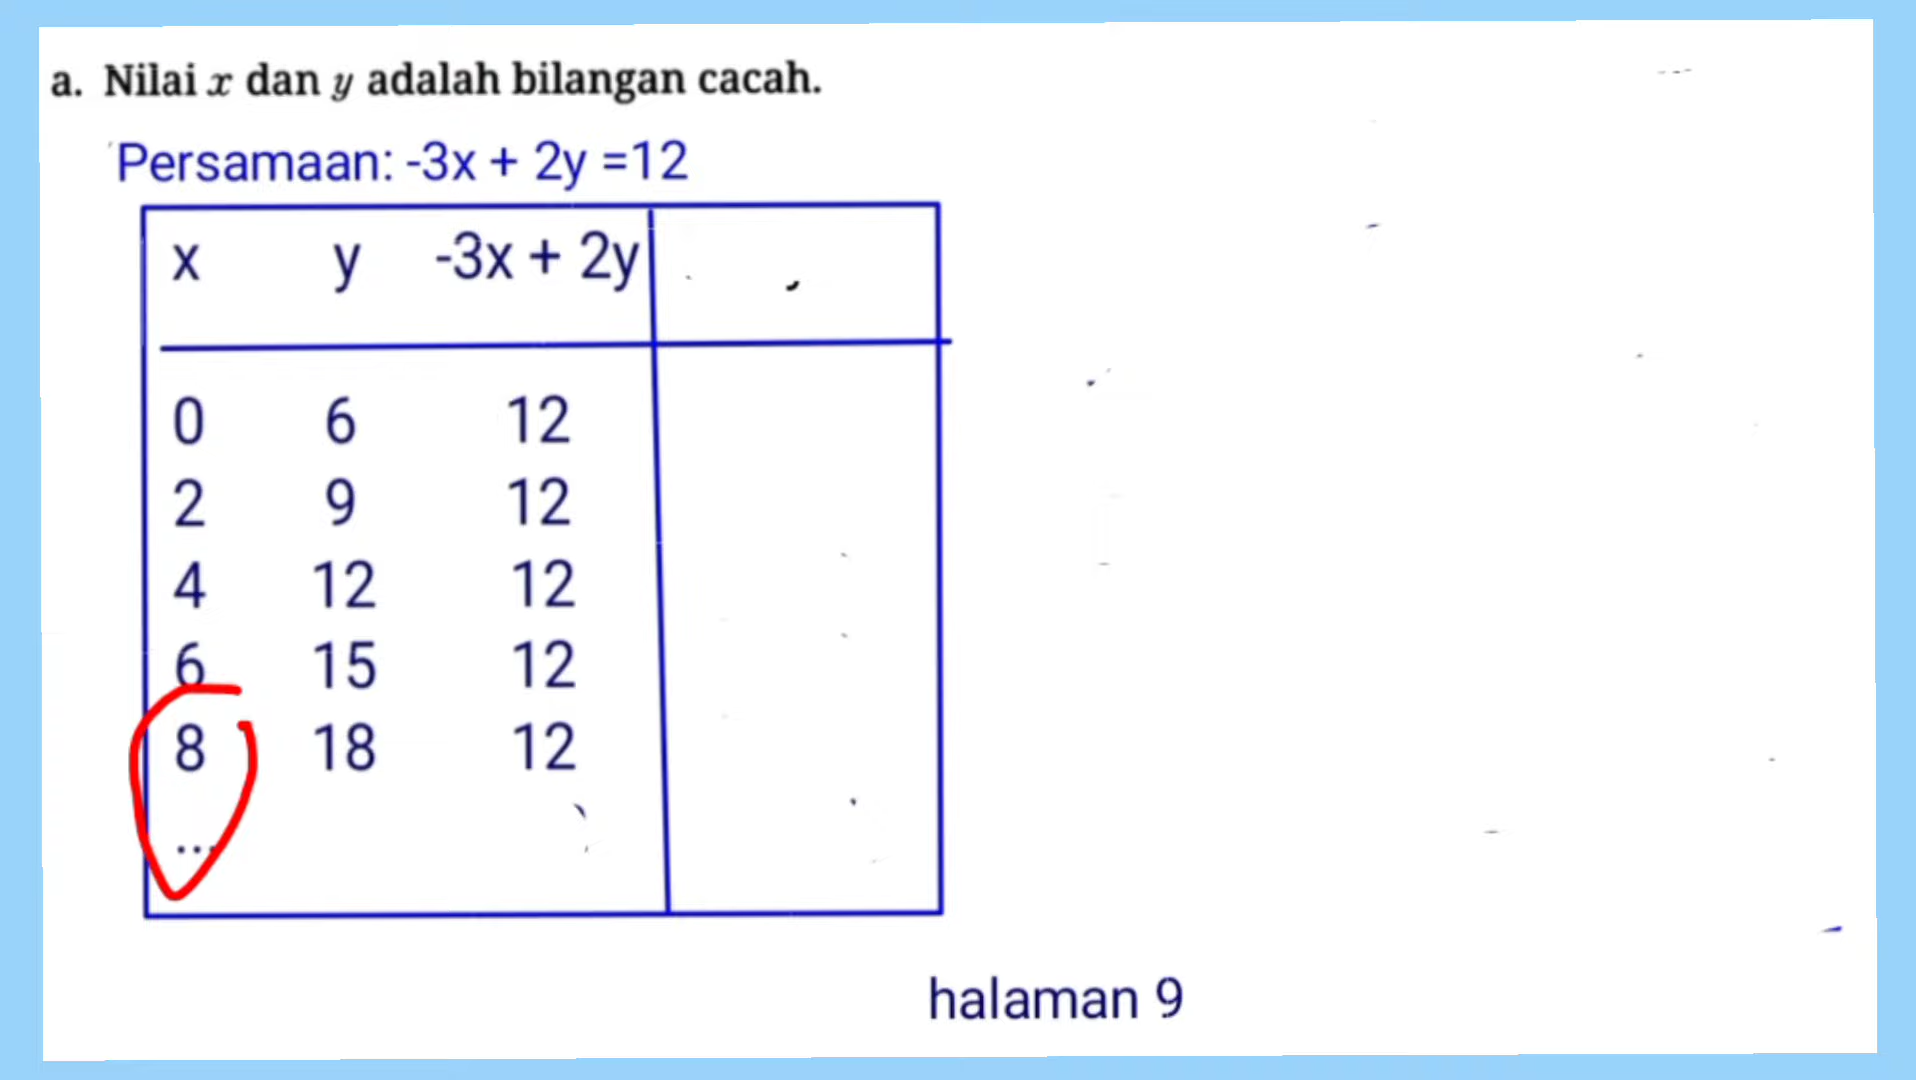 a. Nilai x dan y adalah bilangan cacah.
Persamaan: -3x + 2y =12
x y -3x + 2y
0 6 12
2 9 12
4 12 12
6 15 12
8 18 12
...
halaman 9